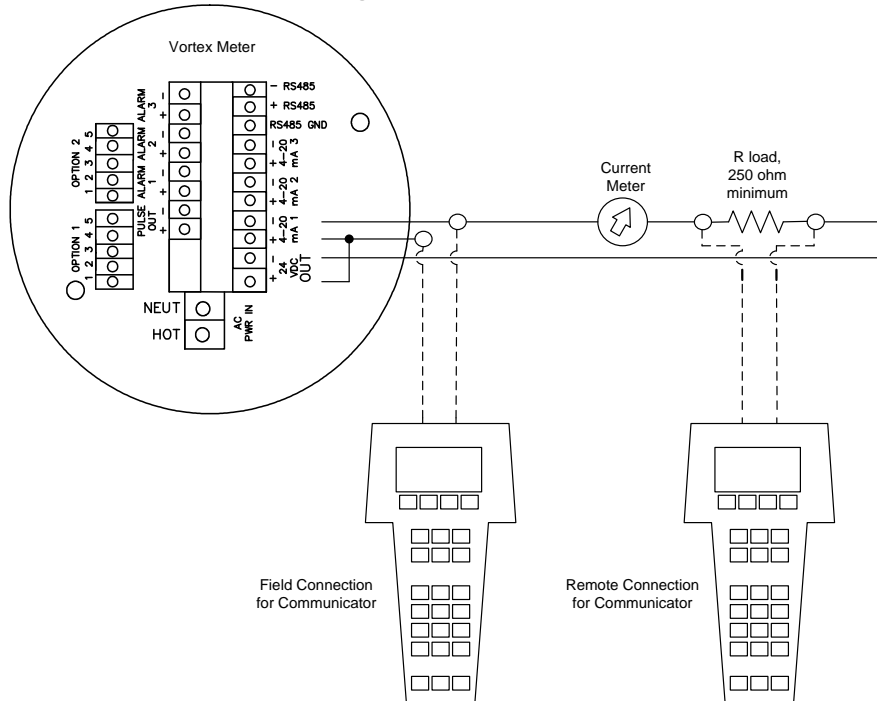 Vortex Meter
- RS485
+ RS485
RS485 GND
- 4-20
+ mA 3
- 4-20
+ mA 2
- 4-20
+ mA 1
- 24
+ VDC
OUT
- ALARM
+ 3
- ALARM
+ 2
- ALARM
+ 1
- PULSE
+ OUT
OPTION 2
1 2 3 4 5
OPTION 1
1 2 3 4 5
NEUT
HOT
AC
PWR IN
Current
Meter
R load,
250 ohm
minimum
Field Connection
for Communicator
Remote Connection
for Communicator